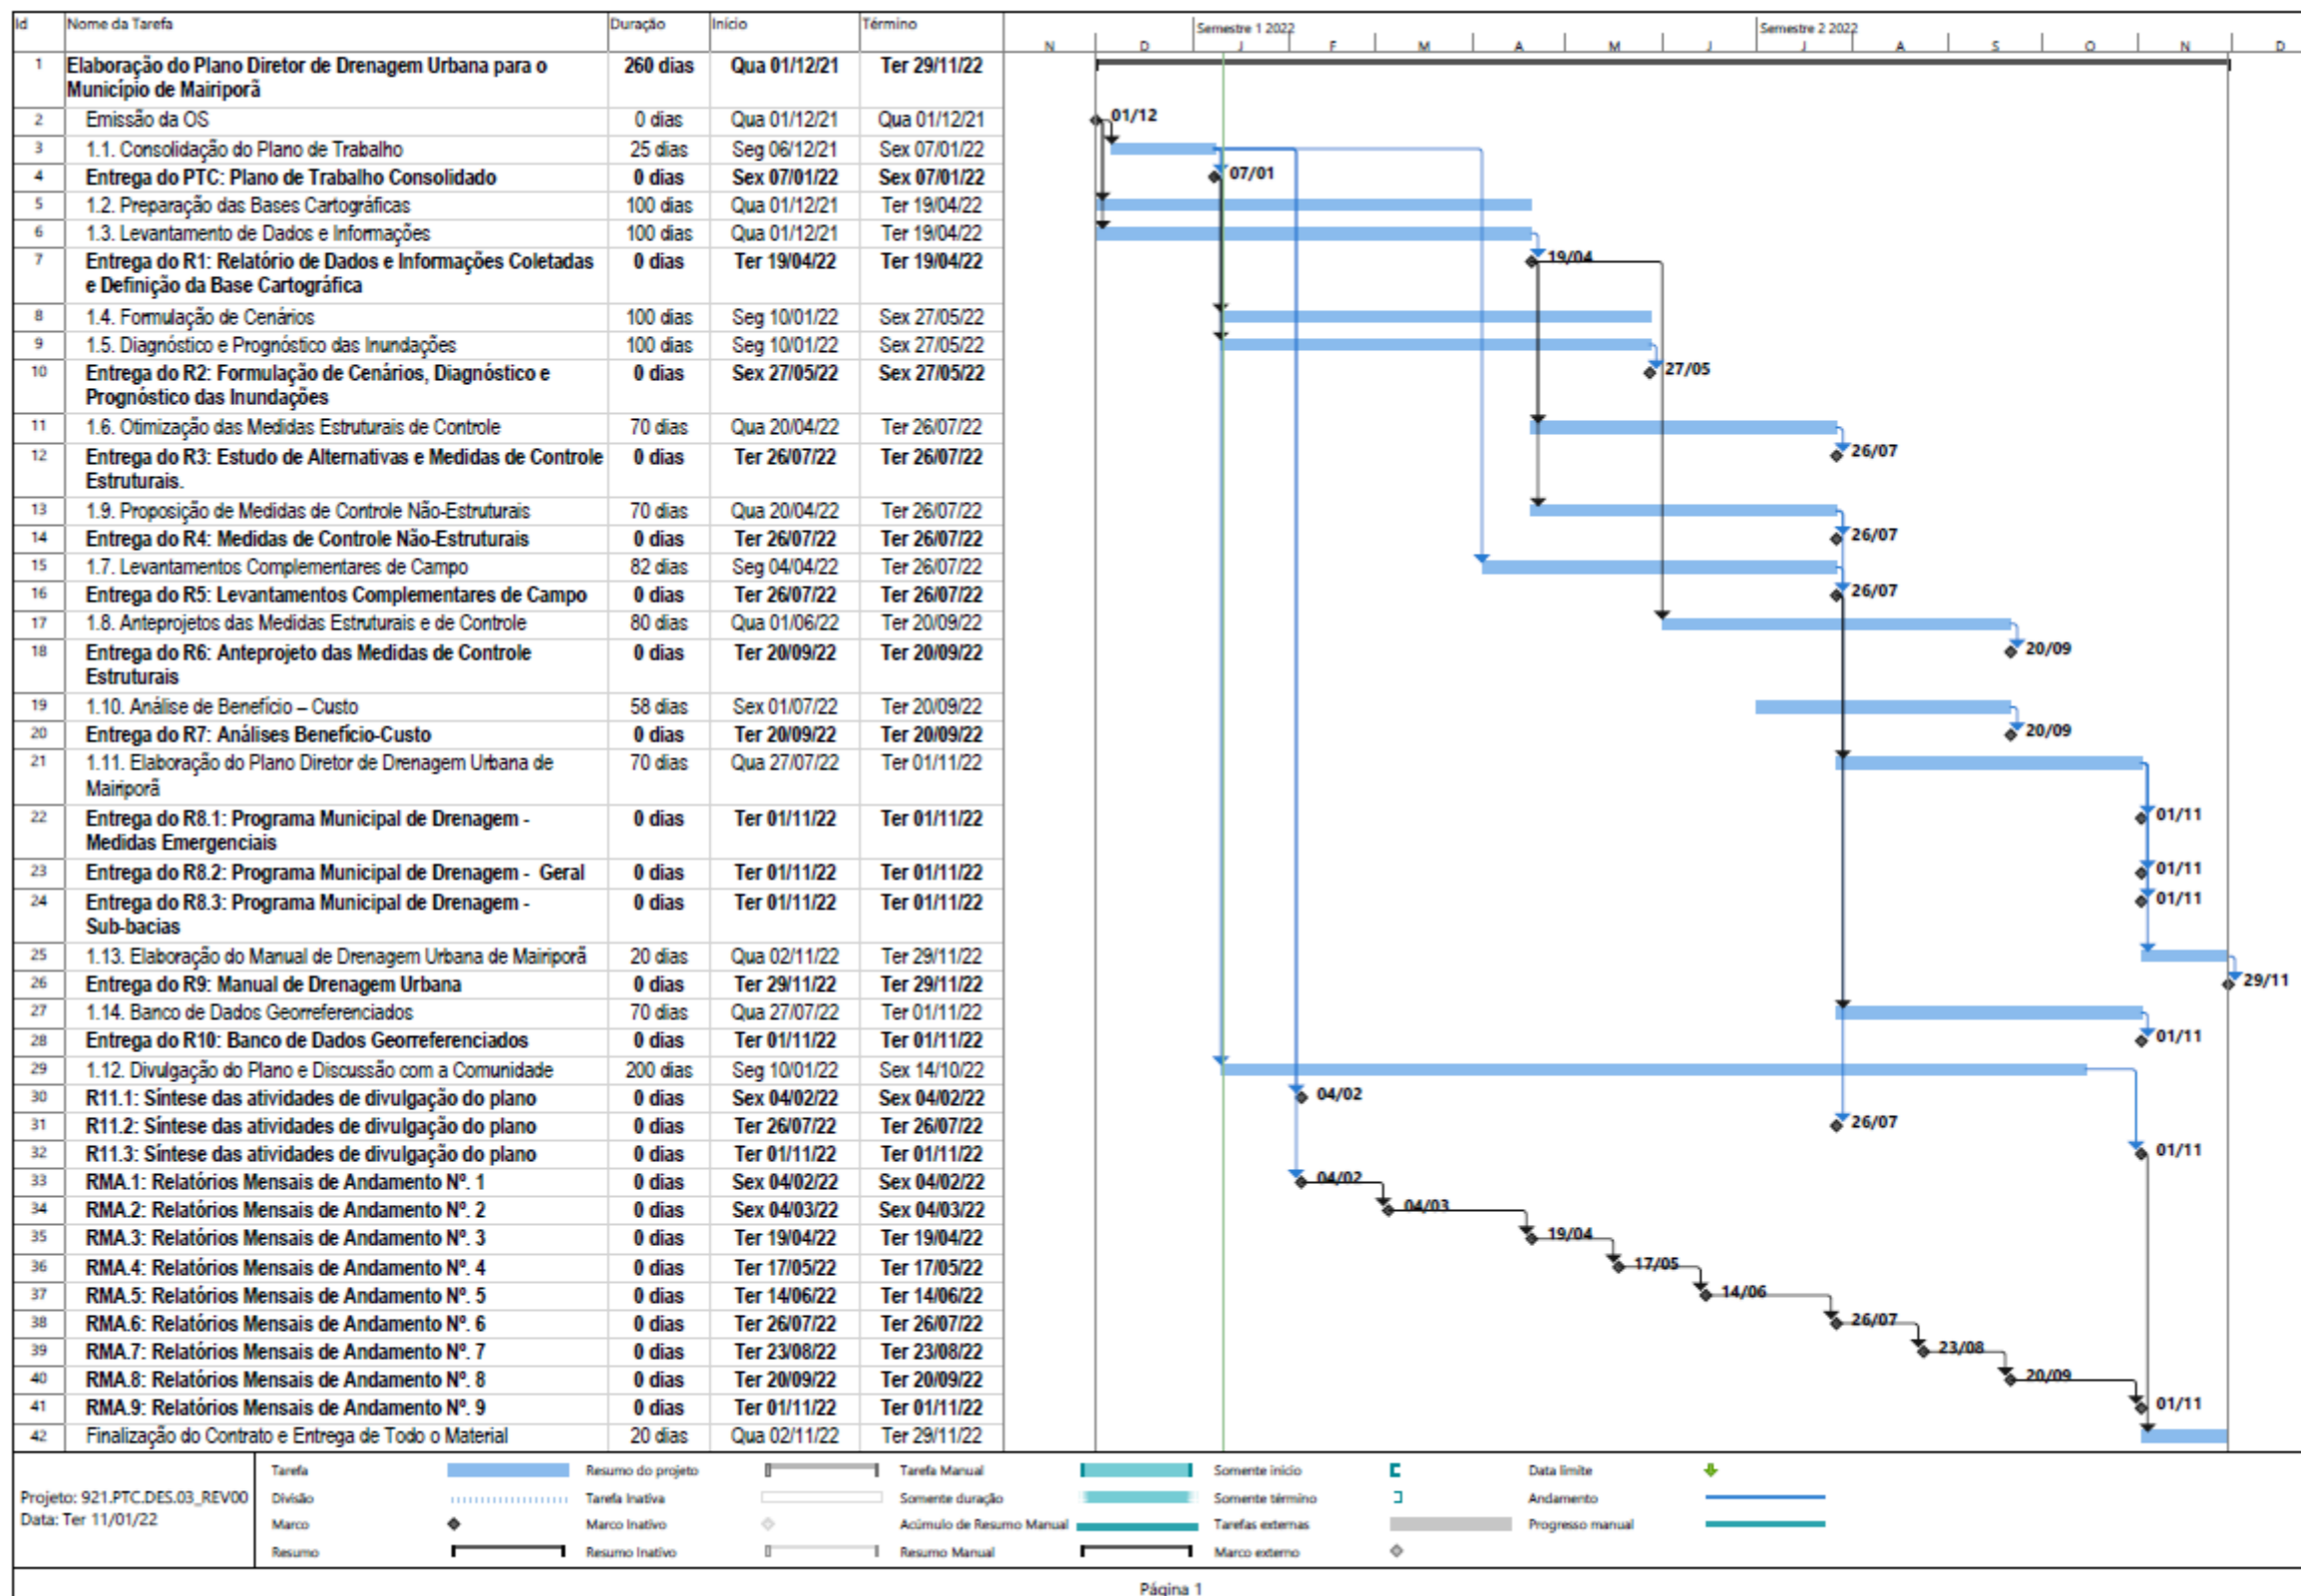 Id Nome da Tarefa Duração Início Término Semestre 1 2022 Semestre 2 2022
N D J F M A M J J A S O N D
1 Elaboração do Plano Diretor de Drenagem Urbana para o 260 dias Qua 01/12/21 Ter 29/11/22
Município de Mairiporã
2 Emissão da OS 0 dias Qua 01/12/21 Qua 01/12/21 01/12
3 1.1. Consolidação do Plano de Trabalho 25 dias Seg 06/12/21 Sex 07/01/22
4 Entrega do PTC: Plano de Trabalho Consolidado 0 dias Sex 07/01/22 Sex 07/01/22 07/01
5 1.2. Preparação das Bases Cartográficas 100 dias Qua 01/12/21 Ter 19/04/22
6 1.3. Levantamento de Dados e Informações 100 dias Qua 01/12/21 Ter 19/04/22
7 Entrega do R1: Relatório de Dados e Informações Coletadas 0 dias Ter 19/04/22 Ter 19/04/22 19/04
e Definição da Base Cartográfica
8 1.4. Formulação de Cenários 100 dias Seg 10/01/22 Sex 27/05/22
9 1.5. Diagnóstico e Prognóstico das Inundações 100 dias Seg 10/01/22 Sex 27/05/22
10 Entrega do R2: Formulação de Cenários, Diagnóstico e 0 dias Sex 27/05/22 Sex 27/05/22 27/05
Prognóstico das Inundações
11 1.6. Otimização das Medidas Estruturais de Controle 70 dias Qua 20/04/22 Ter 26/07/22
12 Entrega do R3: Estudo de Alternativas e Medidas de Controle 0 dias Ter 26/07/22 Ter 26/07/22 26/07
Estruturais.
13 1.9. Proposição de Medidas de Controle Não-Estruturais 70 dias Qua 20/04/22 Ter 26/07/22
14 Entrega do R4: Medidas de Controle Não-Estruturais 0 dias Ter 26/07/22 Ter 26/07/22 26/07
15 1.7. Levantamentos Complementares de Campo 82 dias Seg 04/04/22 Ter 26/07/22
16 Entrega do R5: Levantamentos Complementares de Campo 0 dias Ter 26/07/22 Ter 26/07/22 26/07
17 1.8. Anteprojetos das Medidas Estruturais e de Controle 80 dias Qua 01/06/22 Ter 20/09/22
18 Entrega do R6: Anteprojeto das Medidas de Controle 0 dias Ter 20/09/22 Ter 20/09/22 20/09
Estruturais
19 1.10. Análise de Benefício – Custo 58 dias Sex 01/07/22 Ter 20/09/22
20 Entrega do R7: Análises Benefício-Custo 0 dias Ter 20/09/22 Ter 20/09/22 20/09
21 1.11. Elaboração do Plano Diretor de Drenagem Urbana de 70 dias Qua 27/07/22 Ter 01/11/22
Mairiporã
22 Entrega do R8.1: Programa Municipal de Drenagem - 0 dias Ter 01/11/22 Ter 01/11/22 01/11
Medidas Emergenciais
23 Entrega do R8.2: Programa Municipal de Drenagem - Geral 0 dias Ter 01/11/22 Ter 01/11/22 01/11
24 Entrega do R8.3: Programa Municipal de Drenagem - 0 dias Ter 01/11/22 Ter 01/11/22 01/11
Sub-bacias
25 1.13. Elaboração do Manual de Drenagem Urbana de Mairiporã 20 dias Qua 02/11/22 Ter 29/11/22
26 Entrega do R9: Manual de Drenagem Urbana 0 dias Ter 29/11/22 Ter 29/11/22 29/11
27 1.14. Banco de Dados Georreferenciados 70 dias Qua 27/07/22 Ter 01/11/22
28 Entrega do R10: Banco de Dados Georreferenciados 0 dias Ter 01/11/22 Ter 01/11/22 01/11
29 1.12. Divulgação do Plano e Discussão com a Comunidade 200 dias Seg 10/01/22 Sex 14/10/22
30 R11.1: Síntese das atividades de divulgação do plano 0 dias Sex 04/02/22 Sex 04/02/22 04/02
31 R11.2: Síntese das atividades de divulgação do plano 0 dias Ter 26/07/22 Ter 26/07/22 26/07
32 R11.3: Síntese das atividades de divulgação do plano 0 dias Ter 01/11/22 Ter 01/11/22 01/11
33 RMA.1: Relatórios Mensais de Andamento Nº. 1 0 dias Sex 04/02/22 Sex 04/02/22 04/02
34 RMA.2: Relatórios Mensais de Andamento Nº. 2 0 dias Sex 04/03/22 Sex 04/03/22 04/03
35 RMA.3: Relatórios Mensais de Andamento Nº. 3 0 dias Ter 19/04/22 Ter 19/04/22 19/04
36 RMA.4: Relatórios Mensais de Andamento Nº. 4 0 dias Ter 17/05/22 Ter 17/05/22 17/05
37 RMA.5: Relatórios Mensais de Andamento Nº. 5 0 dias Ter 14/06/22 Ter 14/06/22 14/06
38 RMA.6: Relatórios Mensais de Andamento Nº. 6 0 dias Ter 26/07/22 Ter 26/07/22 26/07
39 RMA.7: Relatórios Mensais de Andamento Nº. 7 0 dias Ter 23/08/22 Ter 23/08/22 23/08
40 RMA.8: Relatórios Mensais de Andamento Nº. 8 0 dias Ter 20/09/22 Ter 20/09/22 20/09
41 RMA.9: Relatórios Mensais de Andamento Nº. 9 0 dias Ter 01/11/22 Ter 01/11/22 01/11
42 Finalização do Contrato e Entrega de Todo o Material 20 dias Qua 02/11/22 Ter 29/11/22
Projeto: 921.PTC.DES.03_REV00
Data: Ter 11/01/22
Tarefa Resumo do projeto Tarefa Manual Somente início Data limite
Divisão Tarefa Inativa Somente duração Somente término Andamento
Marco Marco Inativo Acúmulo de Resumo Manual Tarefas externas Progresso manual
Resumo Resumo Inativo Resumo Manual Marco externo
Página 1